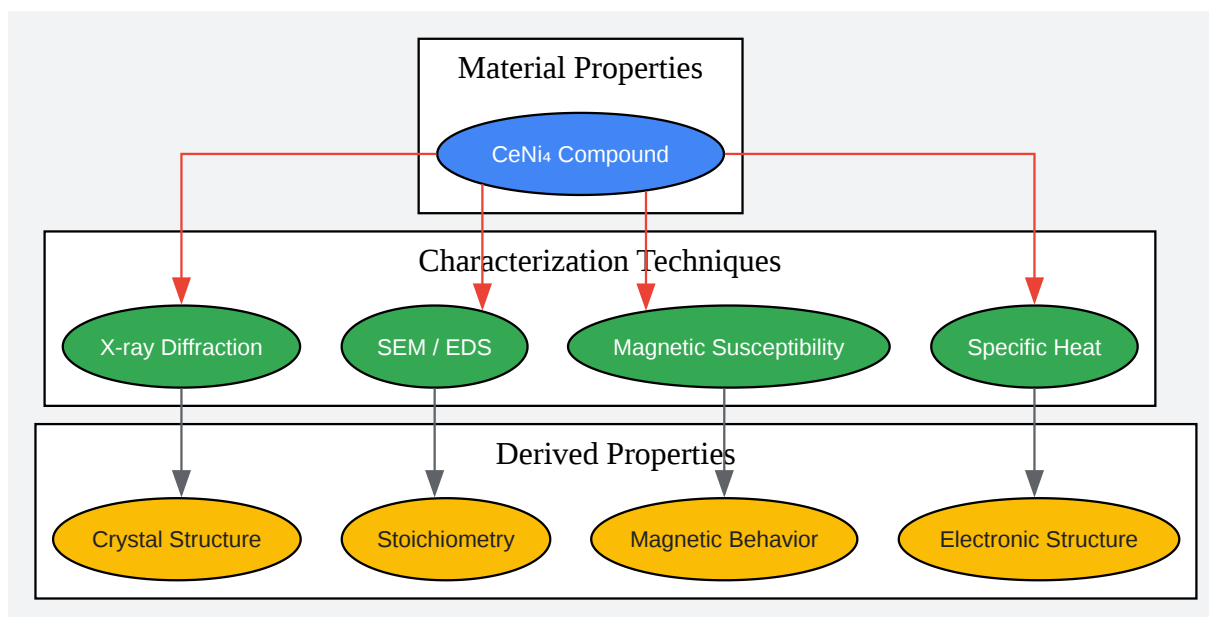 Material Properties
CeNi₄ Compound
Characterization Techniques
X-ray Diffraction
SEM / EDS
Magnetic Susceptibility
Specific Heat
Derived Properties
Crystal Structure
Stoichiometry
Magnetic Behavior
Electronic Structure